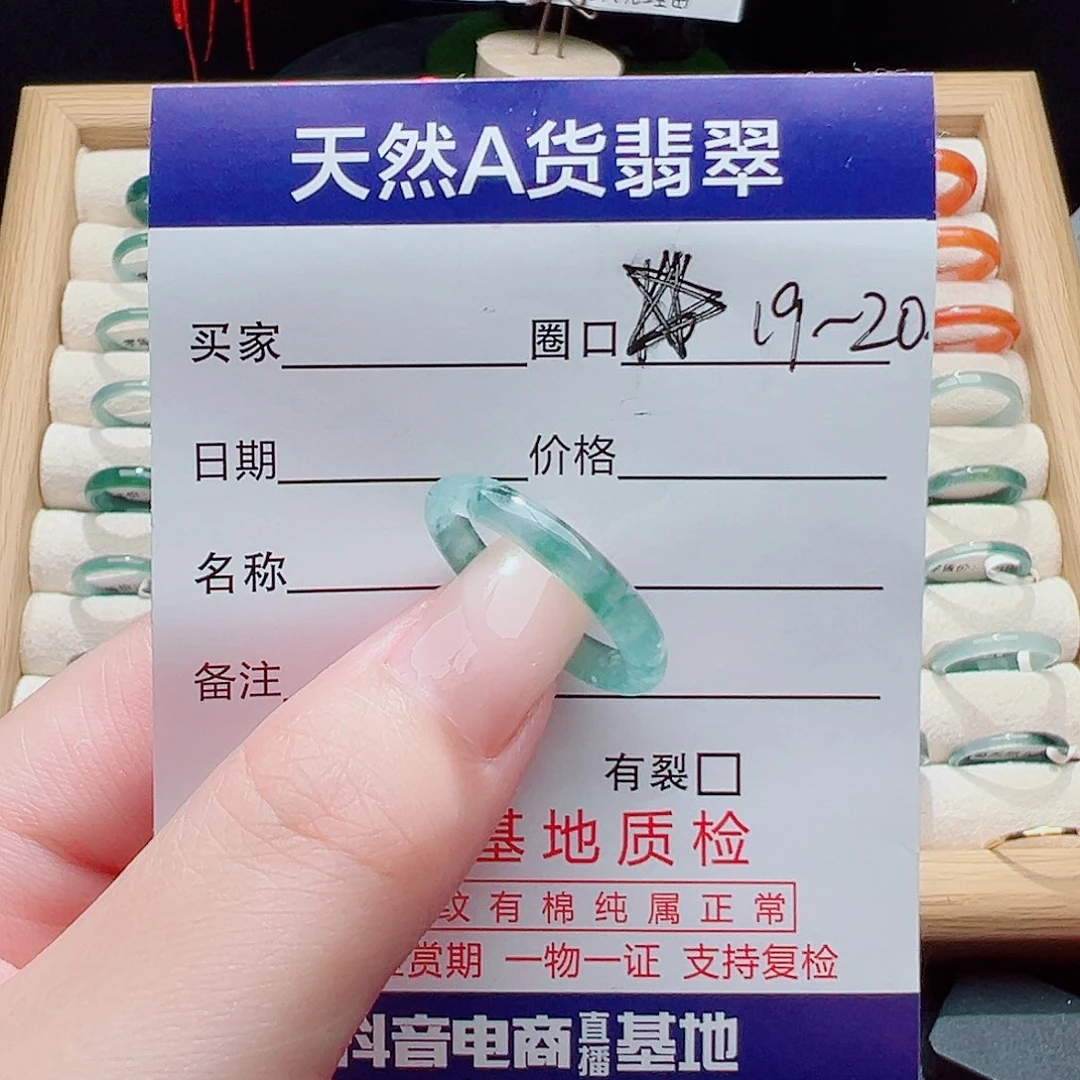 天然A货翡翠
买家 圈口 19~20
日期 价格
名称
备注
有裂□
基地质检
纹有棉纯属正常
赏期 一物一证 支持复检
抖音电商直播基地